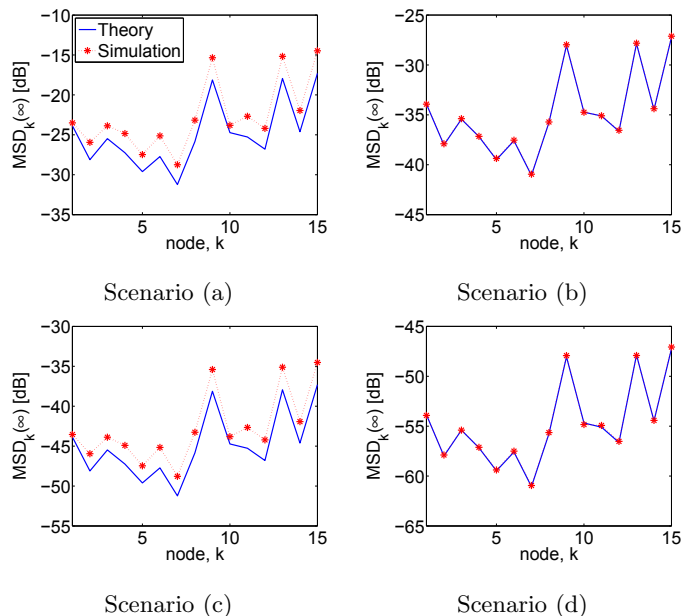 −10
−15
−20
−25
−30
−35
MSD_k(∞) [dB]
Theory
Simulation
5 10 15
node, k
Scenario (a)
−25
−30
−35
−40
−45
MSD_k(∞) [dB]
5 10 15
node, k
Scenario (b)
−30
−35
−40
−45
−50
−55
MSD_k(∞) [dB]
5 10 15
node, k
Scenario (c)
−45
−50
−55
−60
−65
MSD_k(∞) [dB]
5 10 15
node, k
Scenario (d)